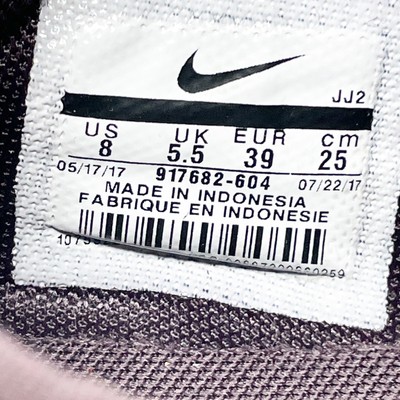 JJ2
US UK EUR cm
8 5.5 39 25
05/17/17 917682-604 07/22/17
MADE IN INDONESIA
FABRIQUE EN INDONESIE